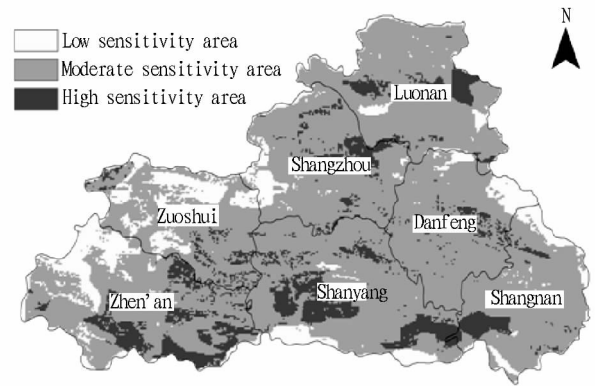 N
Low sensitivity area
Moderate sensitivity area
High sensitivity area
Luonan
Shangzhou
Zuoshui
Danfeng
Zhen'an
Shanyang
Shangnan